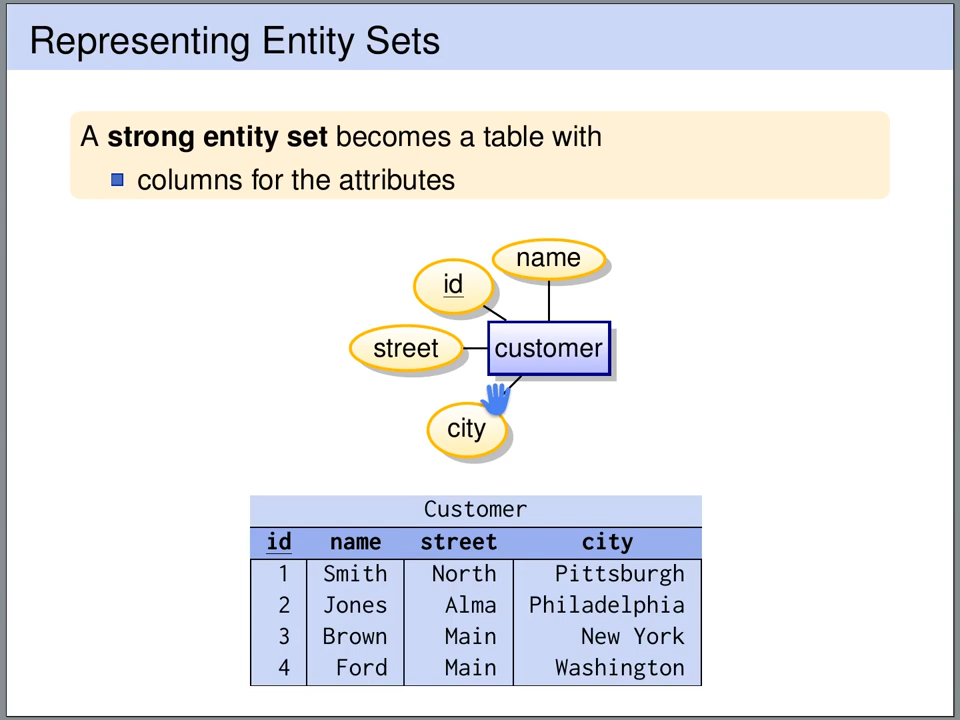 Representing Entity Sets
A strong entity set becomes a table with
columns for the attributes
name
id
street
customer
city
Customer
id name street city
1 Smith North Pittsburgh
2 Jones Alma Philadelphia
3 Brown Main New York
4 Ford Main Washington